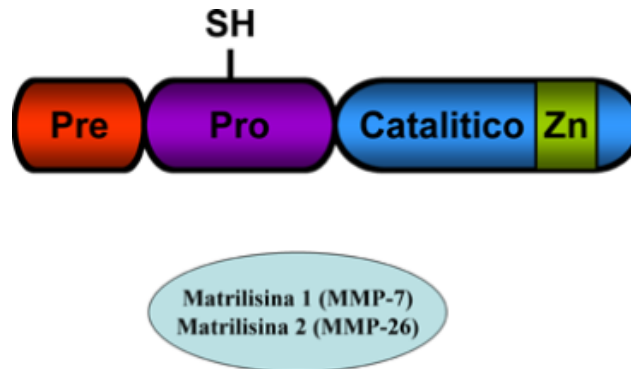 SH
Pre Pro Catalitico Zn
Matrilisina 1 (MMP-7)
Matrilisina 2 (MMP-26)